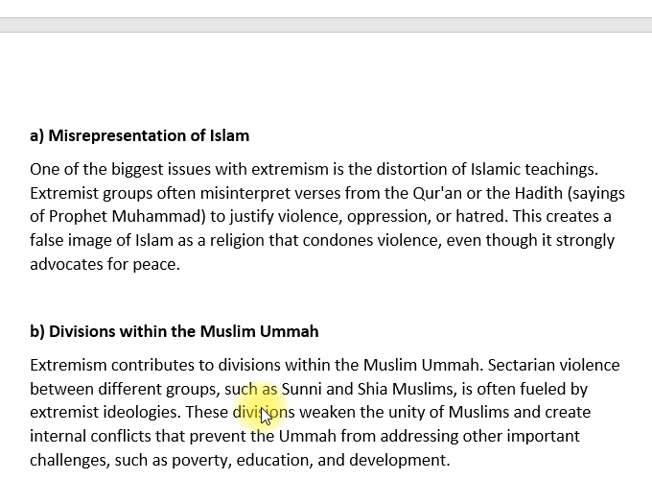 a) Misrepresentation of Islam
One of the biggest issues with extremism is the distortion of Islamic teachings.
Extremist groups often misinterpret verses from the Qur'an or the Hadith (sayings
of Prophet Muhammad) to justify violence, oppression, or hatred. This creates a
false image of Islam as a religion that condones violence, even though it strongly
advocates for peace.
b) Divisions within the Muslim Ummah
Extremism contributes to divisions within the Muslim Ummah. Sectarian violence
between different groups, such as Sunni and Shia Muslims, is often fueled by
extremist ideologies. These divisions weaken the unity of Muslims and create
internal conflicts that prevent the Ummah from addressing other important
challenges, such as poverty, education, and development.